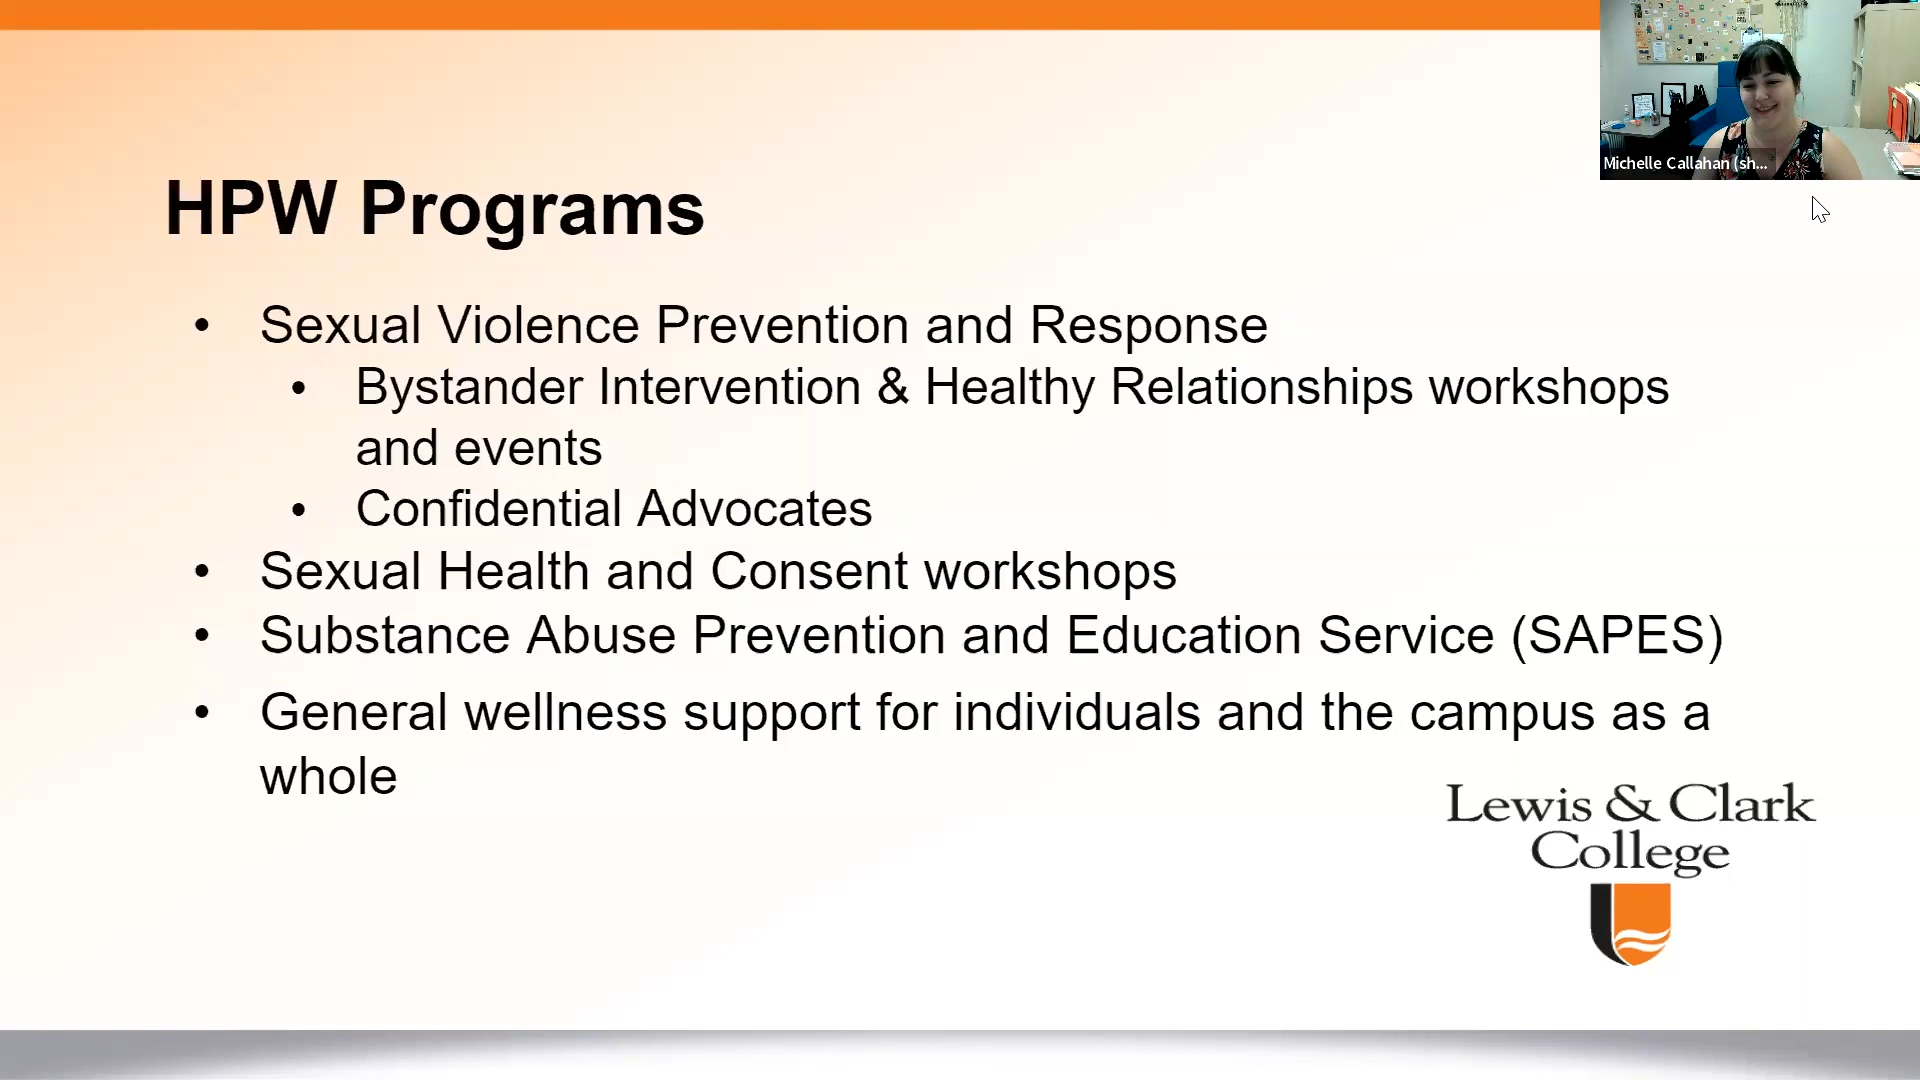 Michelle Callahan (sh...
HPW Programs
• Sexual Violence Prevention and Response
• Bystander Intervention & Healthy Relationships workshops
and events
• Confidential Advocates
• Sexual Health and Consent workshops
• Substance Abuse Prevention and Education Service (SAPES)
• General wellness support for individuals and the campus as a
whole
Lewis & Clark
College